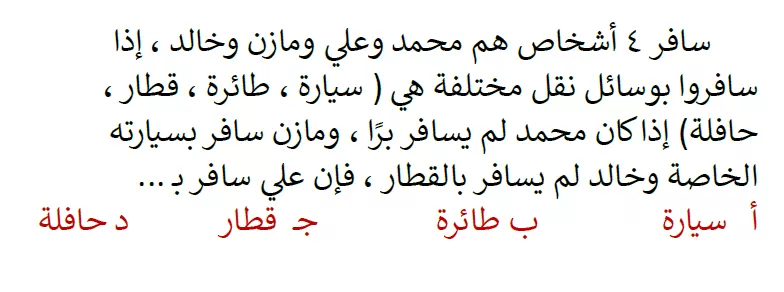 سافر ٤ أشخاص هم محمد وعلي ومازن وخالد ، إذا
سافروا بوسائل نقل مختلفة هي ( سيارة ، طائرة ، قطار ،
حافلة) إذا كان محمد لم يسافر برًا ، ومازن سافر بسيارته
الخاصة وخالد لم يسافر بالقطار ، فإن علي سافر بـ ...
أ سيارة ب طائرة جـ قطار د حافلة